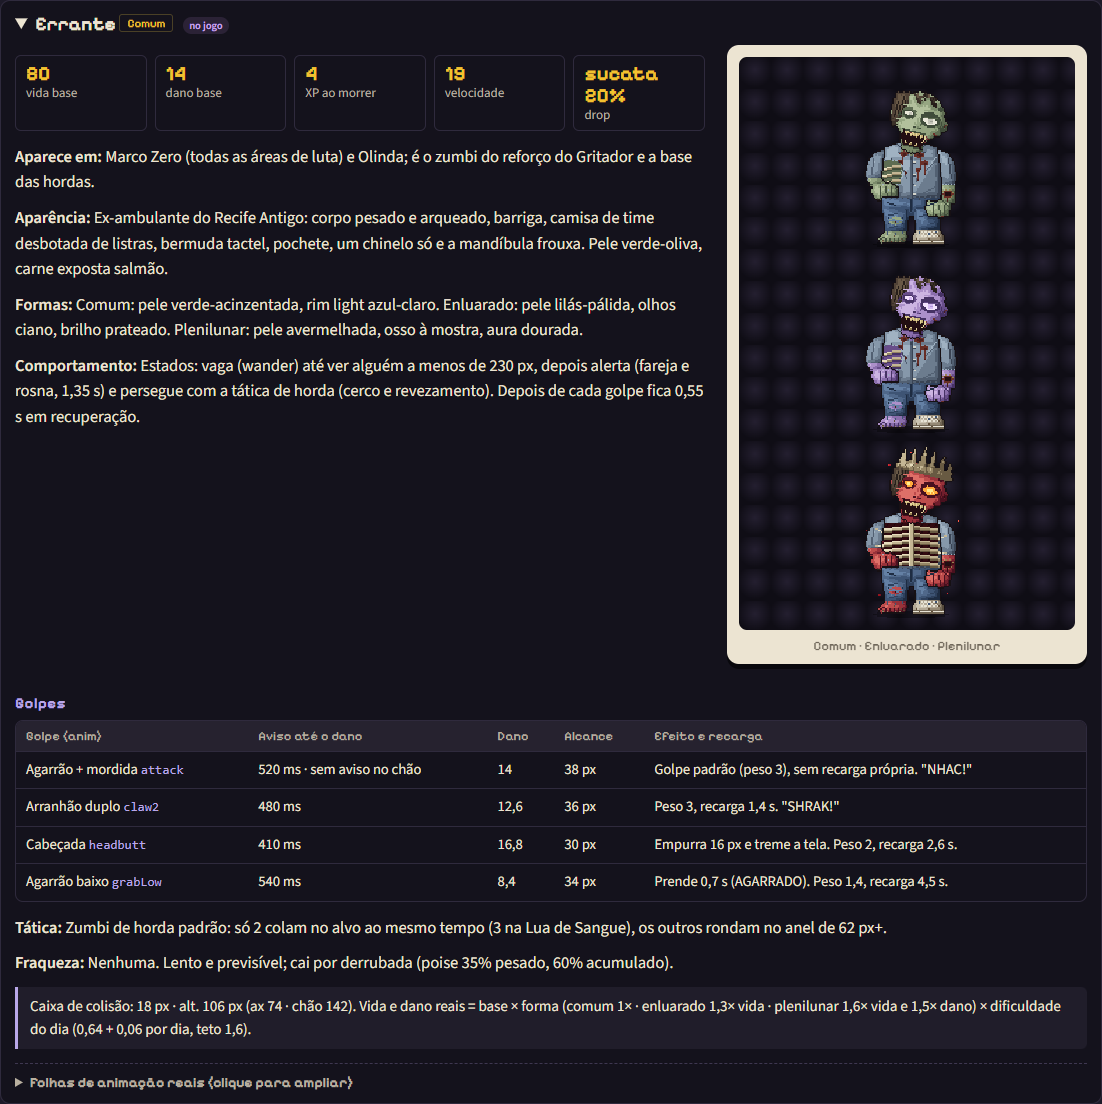 ▼ Errante Comum no jogo
80
vida base
14
dano base
4
XP ao morrer
19
velocidade
sucata
20%
drop
Aparece em: Marco Zero (todas as áreas de luta) e Olinda; é o zumbi do reforço do Gritador e a base
das hordas.
Aparência: Ex-ambulante do Recife Antigo: corpo pesado e arqueado, barriga, camisa de time
desbotada de listras, bermuda tactel, pochete, um chinelo só e a mandíbula frouxa. Pele verde-oliva,
carne exposta salmão.
Formas: Comum: pele verde-acinzentada, rim light azul-claro. Enluarado: pele lilás-pálida, olhos
ciano, brilho prateado. Plenilunar: pele avermelhada, osso à mostra, aura dourada.
Comportamento: Estados: vaga (wander) até ver alguém a menos de 230 px, depois alerta (fareja e
rosna, 1,35 s) e persegue com a tática de horda (cerco e revezamento). Depois de cada golpe fica 0,55
s em recuperação.
Comum · Enluarado · Plenilunar
Golpes
Golpe (anim) Aviso até o dano Dano Alcance Efeito e recarga
Agarrão + mordida attack 520 ms · sem aviso no chão 14 38 px Golpe padrão (peso 3), sem recarga própria. "NHAC!"
Arranhão duplo claw2 480 ms 12,6 36 px Peso 3, recarga 1,4 s. "SHRAK!"
Cabeçada headbutt 410 ms 16,8 30 px Empurra 16 px e treme a tela. Peso 2, recarga 2,6 s.
Agarrão baixo grabLow 540 ms 8,4 34 px Prende 0,7 s (AGARRADO). Peso 1,4, recarga 4,5 s.
Tática: Zumbi de horda padrão: só 2 colam no alvo ao mesmo tempo (3 na Lua de Sangue), os outros rondam no anel de 62 px+.
Fraqueza: Nenhuma. Lento e previsível; cai por derrubada (poise 35% pesado, 60% acumulado).
Caixa de colisão: 18 px · alt. 106 px (ax 74 · chão 142). Vida e dano reais = base × forma (comum 1× · enluarado 1,3× vida · plenilunar 1,6× vida e 1,5× dano) × dificuldade
do dia (0,64 + 0,06 por dia, teto 1,6).
▶ Folhas de animação reais (clique para ampliar)